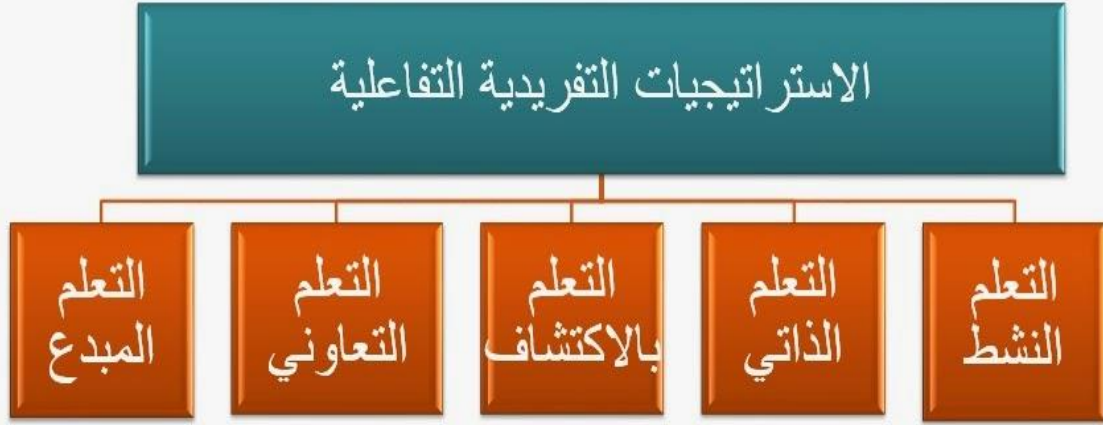 الاستراتيجيات التفريدية التفاعلية
التعلم
النشط
التعلم
الذاتي
التعلم
بالاكتشاف
التعلم
التعاوني
التعلم
المبدع